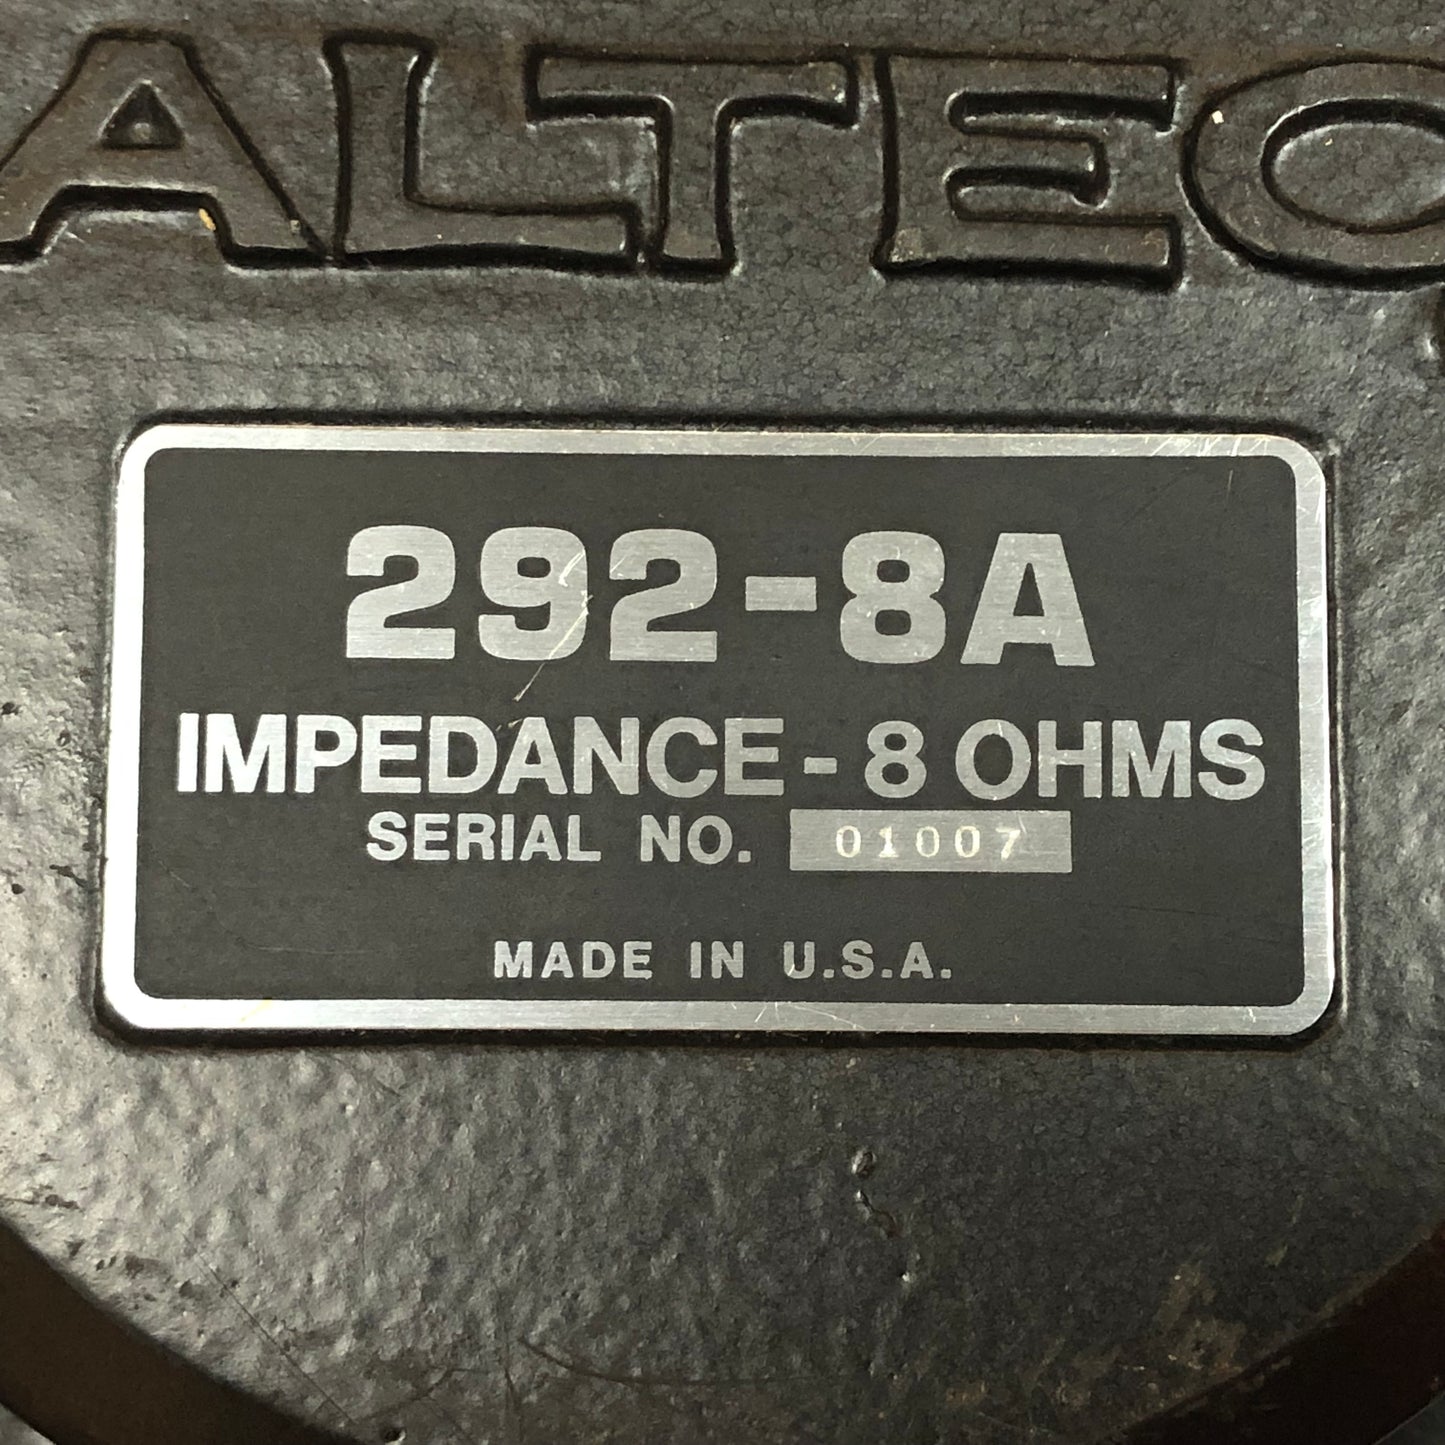 ALTEC
292-8A
IMPEDANCE - 8 OHMS
SERIAL NO. 01007
MADE IN U.S.A.